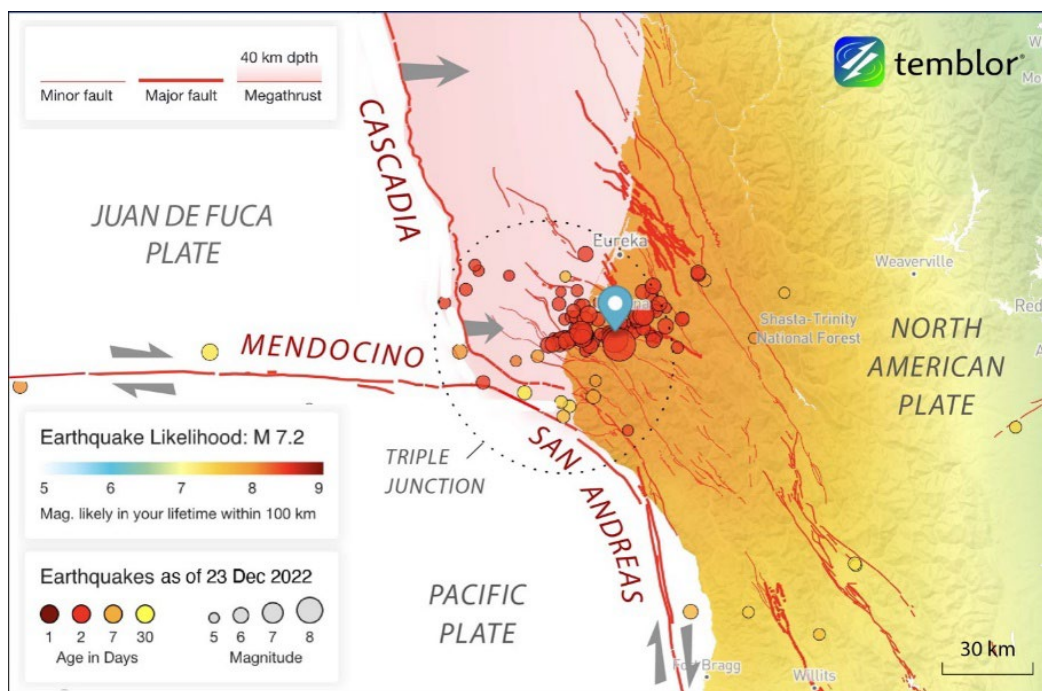 40 km dpth
Minor fault
Major fault
Megathrust
temblor
CASCADIA
JUAN DE FUCA
PLATE
Eureka
Weaverville
Shasta-Trinity
National Forest
MENDOCINO
NORTH
AMERICAN
PLATE
Earthquake Likelihood: M 7.2
5 6 7 8 9
Mag. likely in your lifetime within 100 km
TRIPLE
JUNCTION
SAN ANDREAS
Earthquakes as of 23 Dec 2022
1 2 7 30
Age in Days
5 6 7 8
Magnitude
PACIFIC
PLATE
30 km
Bragg
Willits